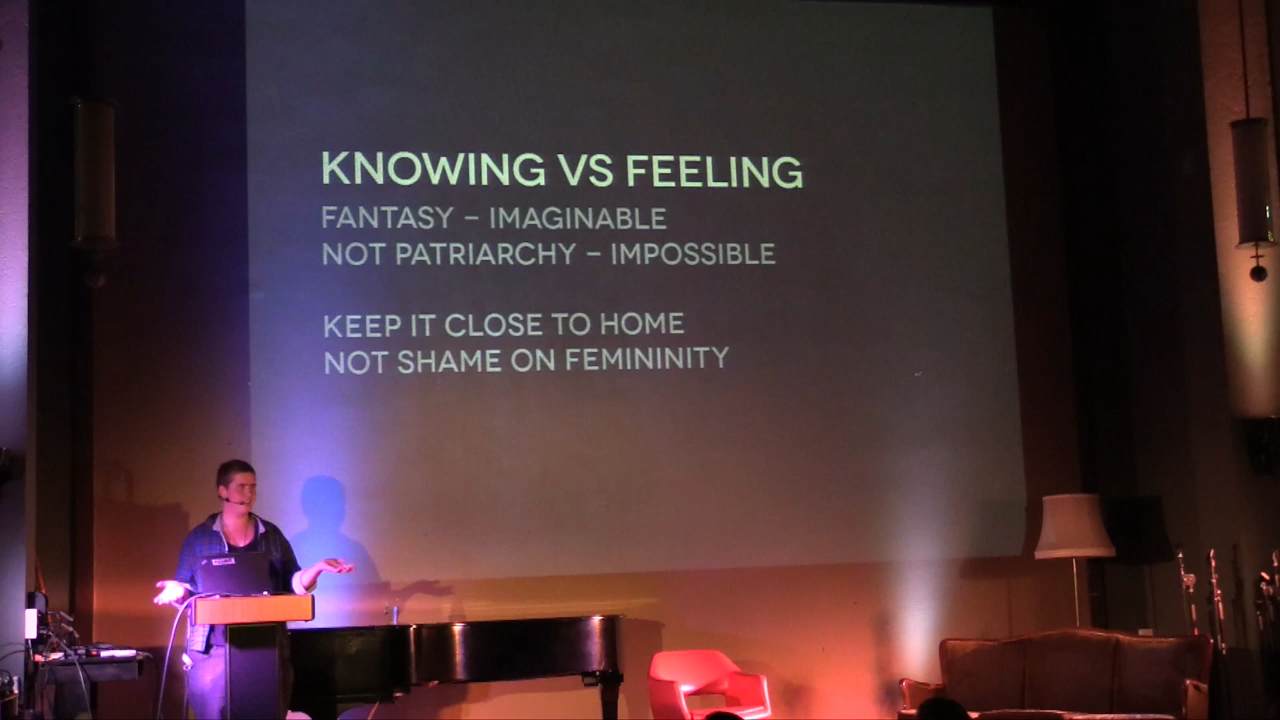 KNOWING VS FEELING
FANTASY – IMAGINABLE
NOT PATRIARCHY – IMPOSSIBLE
KEEP IT CLOSE TO HOME
NOT SHAME ON FEMININITY